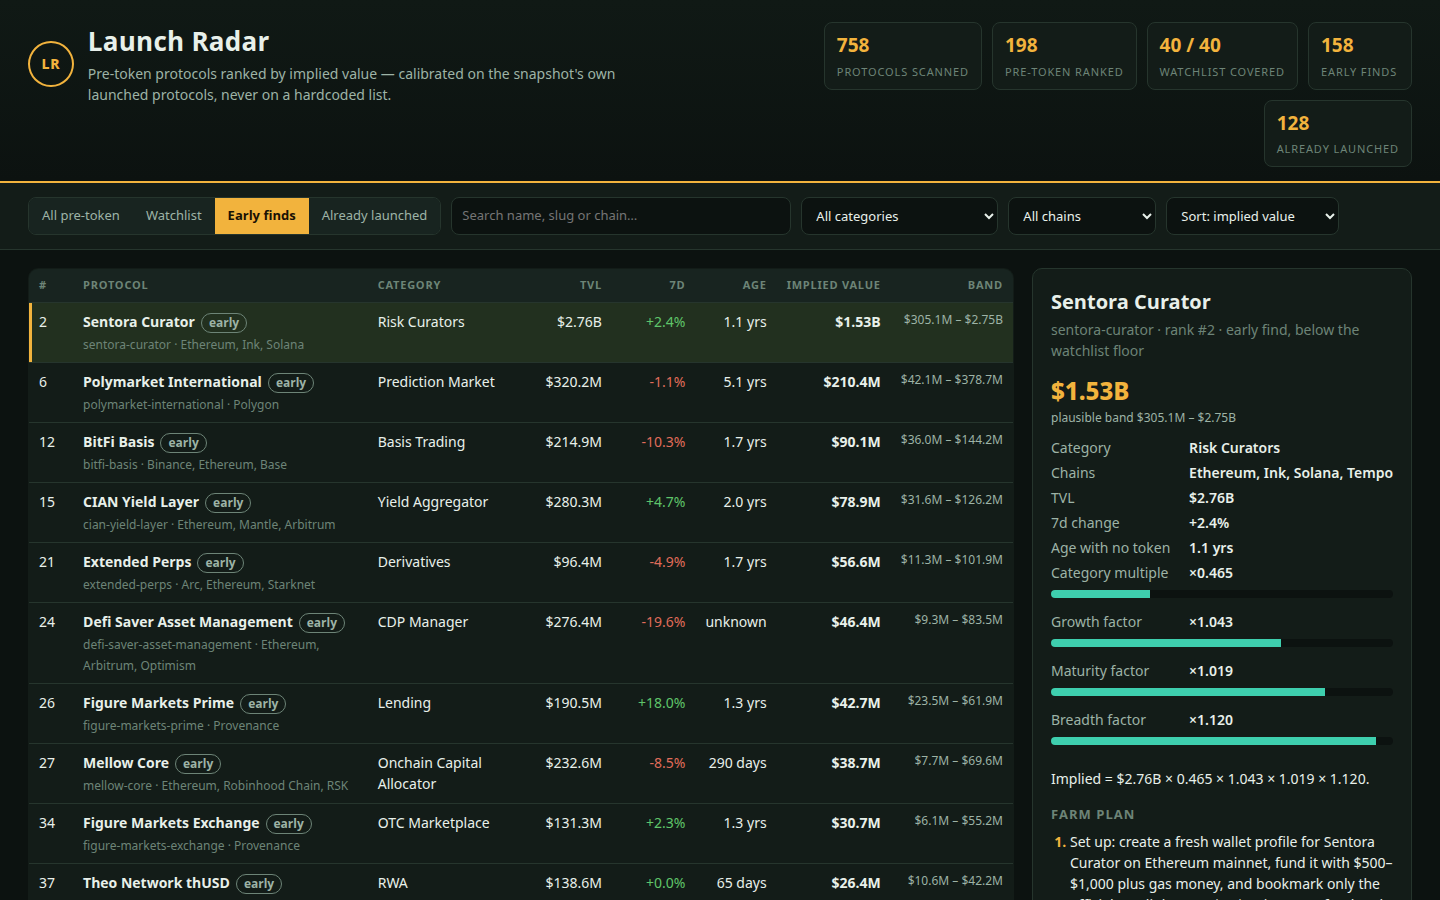 LR
Launch Radar
Pre-token protocols ranked by implied value — calibrated on the snapshot's own
launched protocols, never on a hardcoded list.
758
PROTOCOLS SCANNED
198
PRE-TOKEN RANKED
40 / 40
WATCHLIST COVERED
158
EARLY FINDS
128
ALREADY LAUNCHED
All pre-token Watchlist Early finds Already launched Search name, slug or chain... All categories All chains Sort: implied value
# PROTOCOL CATEGORY TVL 7D AGE IMPLIED VALUE BAND
2 Sentora Curator early Risk Curators $2.76B +2.4% 1.1 yrs $1.53B $305.1M – $2.75B
sentora-curator · Ethereum, Ink, Solana
6 Polymarket International early Prediction Market $320.2M -1.1% 5.1 yrs $210.4M $42.1M – $378.7M
polymarket-international · Polygon
12 BitFi Basis early Basis Trading $214.9M -10.3% 1.7 yrs $90.1M $36.0M – $144.2M
bitfi-basis · Binance, Ethereum, Base
15 CIAN Yield Layer early Yield Aggregator $280.3M +4.7% 2.0 yrs $78.9M $31.6M – $126.2M
cian-yield-layer · Ethereum, Mantle, Arbitrum
21 Extended Perps early Derivatives $96.4M -4.9% 1.7 yrs $56.6M $11.3M – $101.9M
extended-perps · Arc, Ethereum, Starknet
24 Defi Saver Asset Management early CDP Manager $276.4M -19.6% unknown $46.4M $9.3M – $83.5M
defi-saver-asset-management · Ethereum,
Arbitrum, Optimism
26 Figure Markets Prime early Lending $190.5M +18.0% 1.3 yrs $42.7M $23.5M – $61.9M
figure-markets-prime · Provenance
27 Mellow Core early Onchain Capital Allocator $232.6M -8.5% 290 days $38.7M $7.7M – $69.6M
mellow-core · Ethereum, Robinhood Chain, RSK
34 Figure Markets Exchange early OTC Marketplace $131.3M +2.3% 1.3 yrs $30.7M $6.1M – $55.2M
figure-markets-exchange · Provenance
37 Theo Network thUSD early RWA $138.6M +0.0% 65 days $26.4M $10.6M – $42.2M
Sentora Curator
sentora-curator · rank #2 · early find, below the
watchlist floor
$1.53B
plausible band $305.1M – $2.75B
Category Risk Curators
Chains Ethereum, Ink, Solana, Tempo
TVL $2.76B
7d change +2.4%
Age with no token 1.1 yrs
Category multiple ×0.465
Growth factor ×1.043
Maturity factor ×1.019
Breadth factor ×1.120
Implied = $2.76B × 0.465 × 1.043 × 1.019 × 1.120.
FARM PLAN
1. Set up: create a fresh wallet profile for Sentora
Curator on Ethereum mainnet, fund it with $500–
$1,000 plus gas money, and bookmark only the